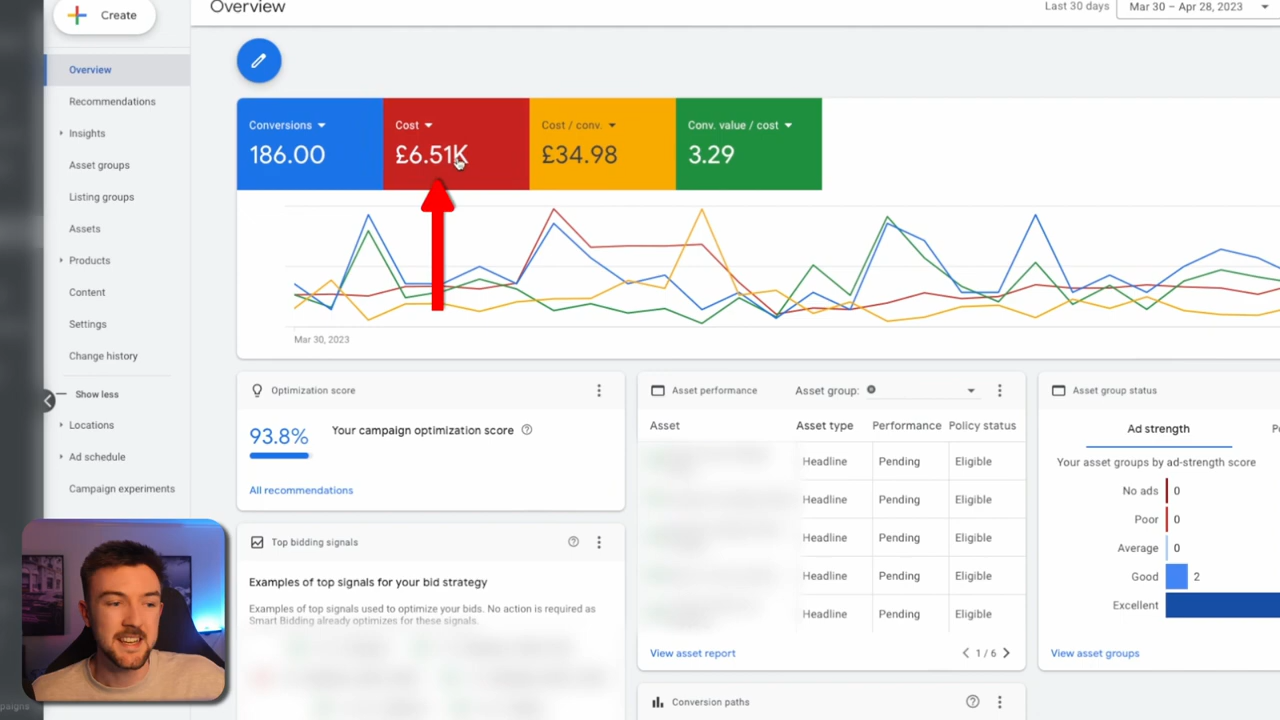 Overview
Last 30 days
Mar 30 – Apr 28, 2023
Create
Overview
Recommendations
Insights
Asset groups
Listing groups
Assets
Products
Content
Settings
Change history
Show less
Locations
Ad schedule
Campaign experiments
Conversions
186.00
Cost
£6.51K
Cost / conv.
£34.98
Conv. value / cost
3.29
Mar 30, 2023
Optimization score
93.8%
Your campaign optimization score
All recommendations
Top bidding signals
Examples of top signals for your bid strategy
Examples of top signals used to optimize your bids. No action is required as
Smart Bidding already optimizes for these signals.
Asset performance
Asset group:
Asset Asset type Performance Policy status
Headline Pending Eligible
Headline Pending Eligible
Headline Pending Eligible
Headline Pending Eligible
Headline Pending Eligible
View asset report
1 / 6
Conversion paths
Asset group status
Ad strength
Your asset groups by ad-strength score
No ads 0
Poor 0
Average 0
Good 2
Excellent
View asset groups